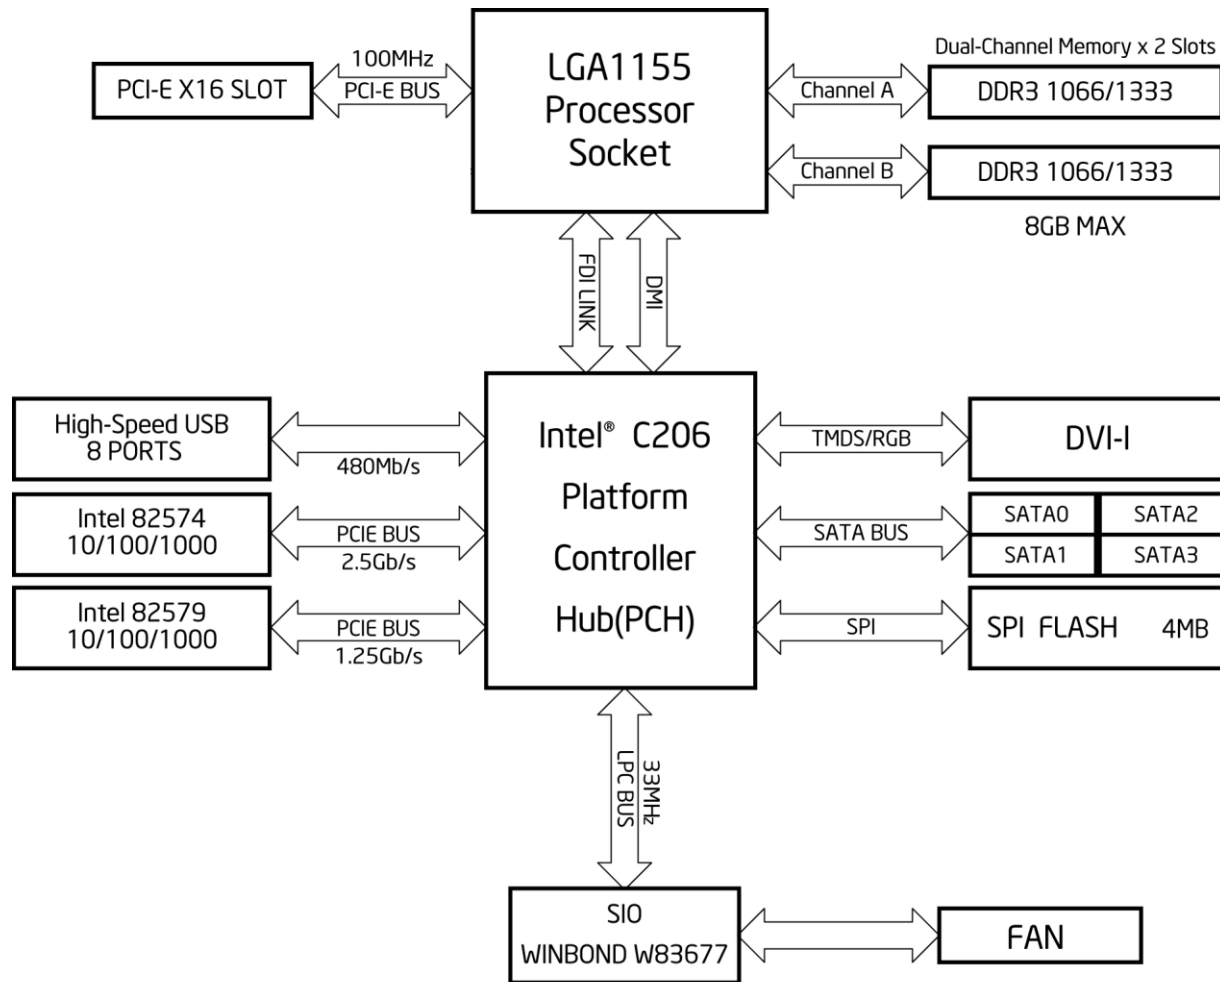 Dual-Channel Memory x 2 Slots
100MHz
PCI-E X16 SLOT
PCI-E BUS
LGA1155
Processor
Socket
Channel A
DDR3 1066/1333
Channel B
DDR3 1066/1333
8GB MAX
FDI LINK
DMI
High-Speed USB
8 PORTS
480Mb/s
Intel 82574
10/100/1000
PCIE BUS
2.5Gb/s
Intel 82579
10/100/1000
PCIE BUS
1.25Gb/s
Intel® C206
Platform
Controller
Hub(PCH)
TMDS/RGB
DVI-I
SATA BUS
SATA0 SATA2
SATA1 SATA3
SPI
SPI FLASH 4MB
33MHz
LPC BUS
SIO
WINBOND W83677
FAN